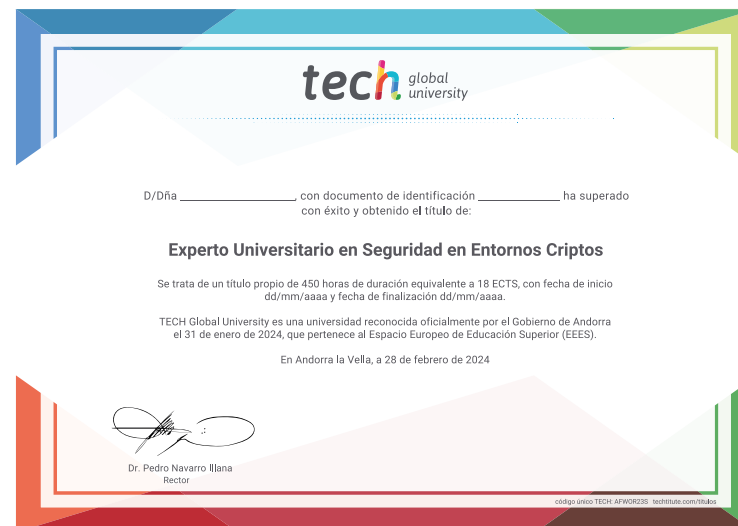 tech global university
D/Dña ____________________, con documento de identificación ______________ ha superado
con éxito y obtenido el título de:
Experto Universitario en Seguridad en Entornos Criptos
Se trata de un título propio de 450 horas de duración equivalente a 18 ECTS, con fecha de inicio
dd/mm/aaaa y fecha de finalización dd/mm/aaaa.
TECH Global University es una universidad reconocida oficialmente por el Gobierno de Andorra
el 31 de enero de 2024, que pertenece al Espacio Europeo de Educación Superior (EEES).
En Andorra la Vella, a 28 de febrero de 2024
Dr. Pedro Navarro Illana
Rector
código único TECH: AFWOR23S techtitute.com/titulos